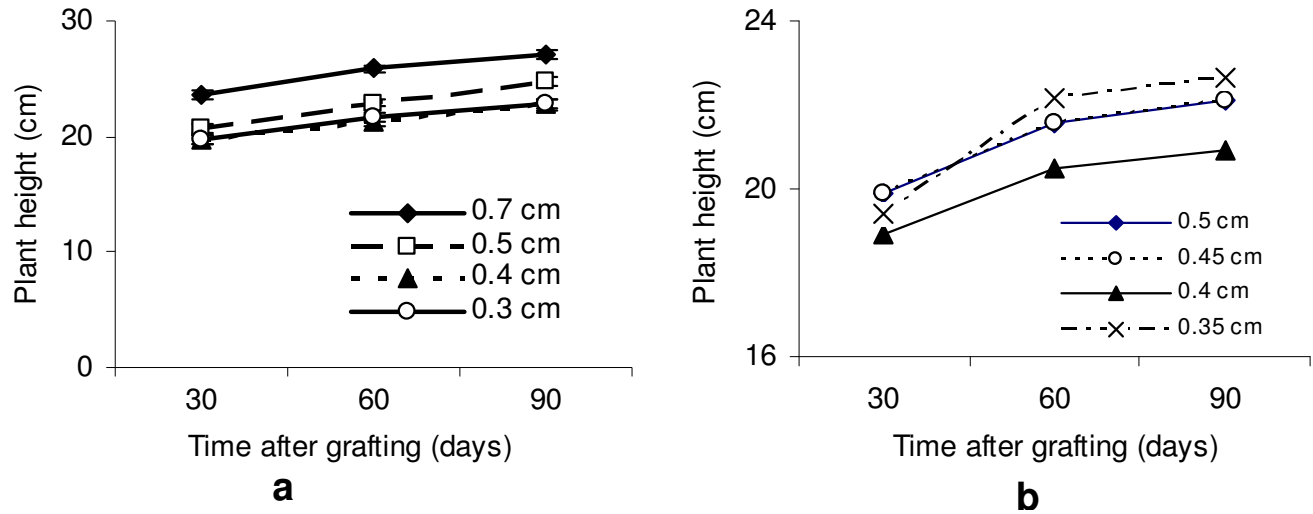 30
20
10
0
Plant height (cm)
0.7 cm
0.5 cm
0.4 cm
0.3 cm
30 60 90
Time after grafting (days)
a
24
20
16
Plant height (cm)
0.5 cm
0.45 cm
0.4 cm
0.35 cm
30 60 90
Time after grafting (days)
b